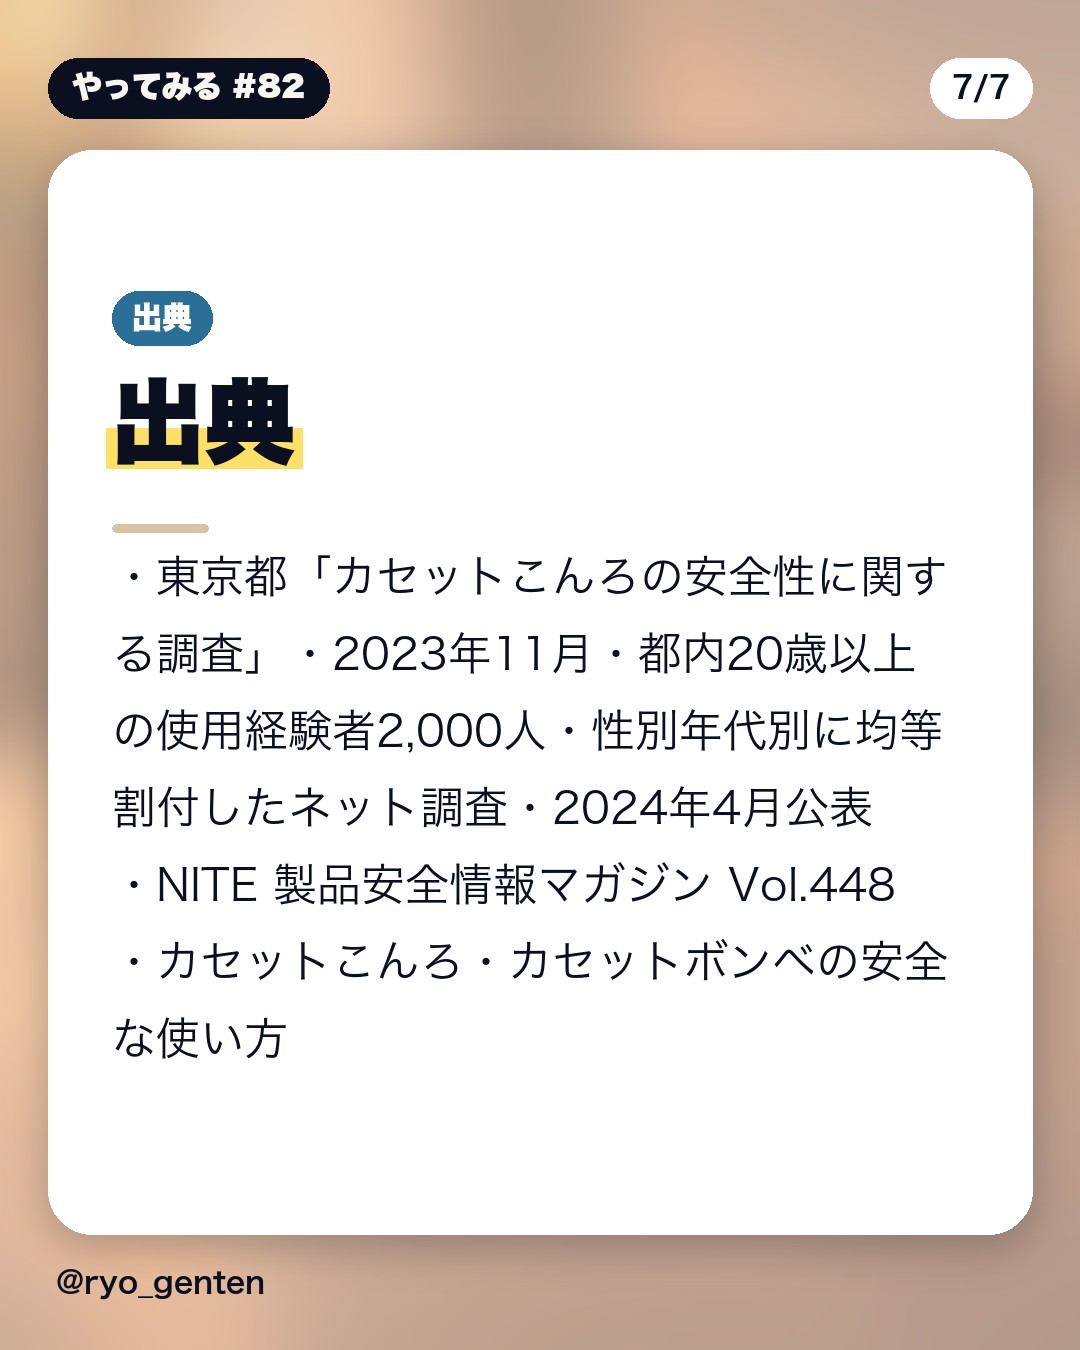 やってみる #82
7/7
出典
出典
・東京都「カセットこんろの安全性に関す
る調査」・2023年11月・都内20歳以上
の使用経験者2,000人・性別年代別に均等
割付したネット調査・2024年4月公表
・NITE 製品安全情報マガジン Vol.448
・カセットこんろ・カセットボンベの安全
な使い方
@ryo_genten